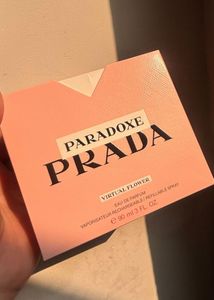 PARADOXE
PRADA
VIRTUAL FLOWER
EAU DE PARFUM
VAPORISATEUR RECHARGEABLE / REFILLABLE SPRAY
℮ 90 ml 3 FL. OZ